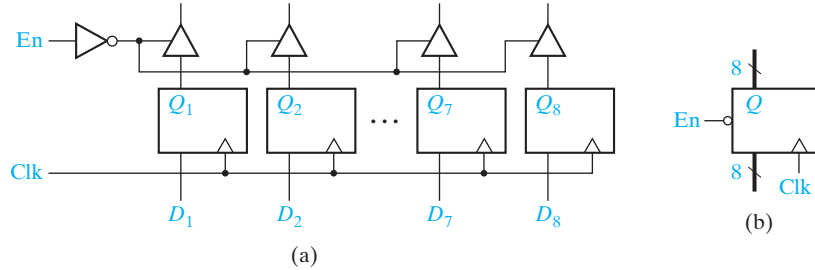 En
Q1 Q2 ... Q7 Q8
Clk
D1 D2 D7 D8
(a)
8
Q
En
8
Clk
(b)